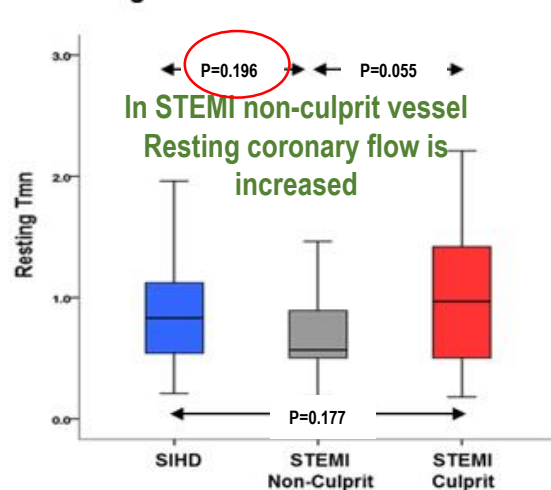 3.0
P=0.196
P=0.055
In STEMI non-culprit vessel
Resting coronary flow is
increased
2.0
Resting Tmn
1.0
0.0
P=0.177
SIHD
STEMI
Non-Culprit
STEMI
Culprit